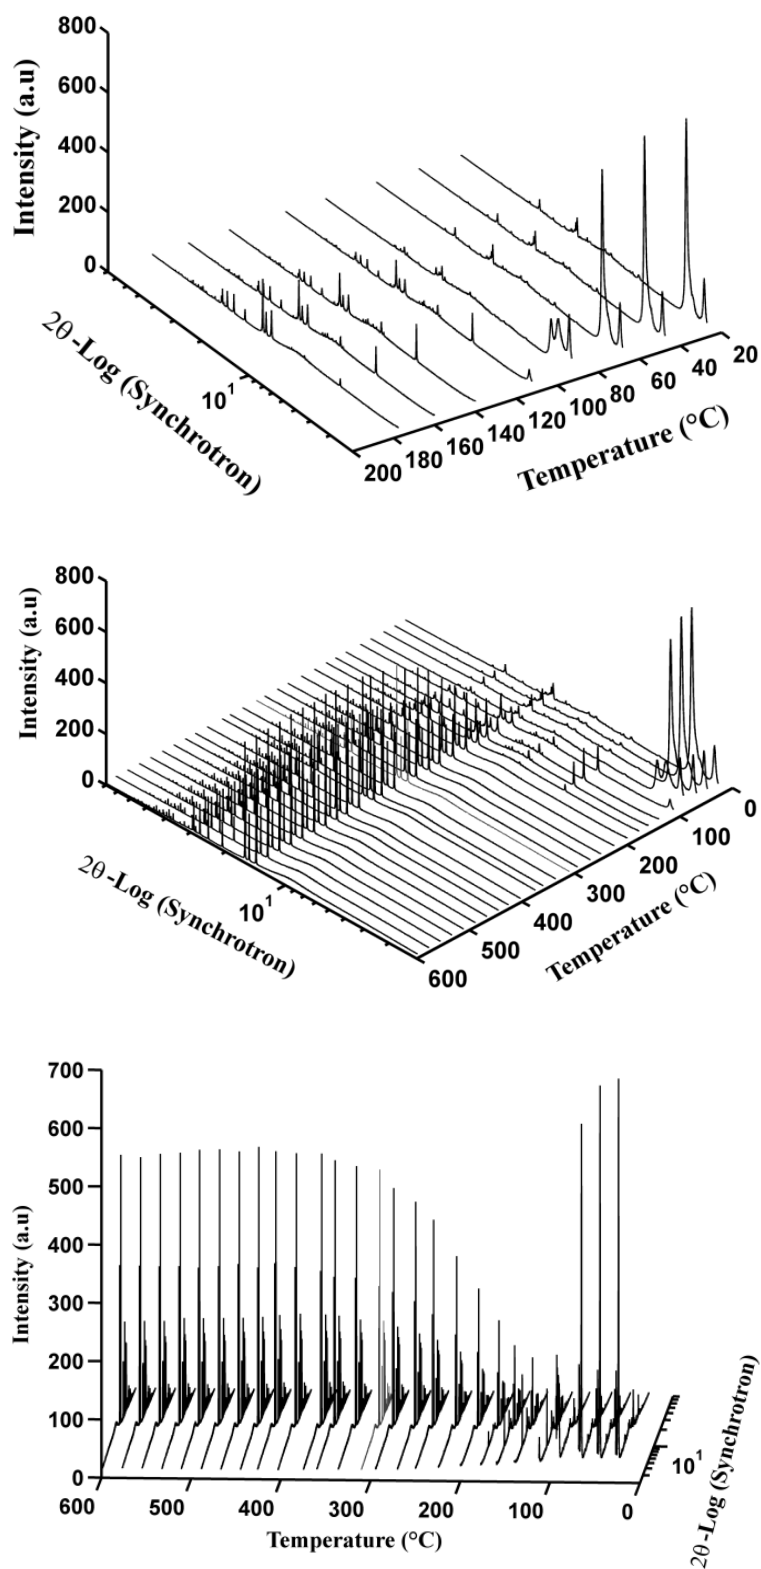 800
600
400
200
0
Intensity (a.u)
2θ-Log (Synchrotron)
10¹
200 180 160 140 120 100 80 60 40 20
Temperature (°C)
800
600
400
200
0
Intensity (a.u)
2θ-Log (Synchrotron)
10¹
600 500 400 300 200 100 0
Temperature (°C)
700
600
500
400
300
200
100
0
Intensity (a.u)
600 500 400 300 200 100 0
Temperature (°C)
10¹
2θ-Log (Synchrotron)